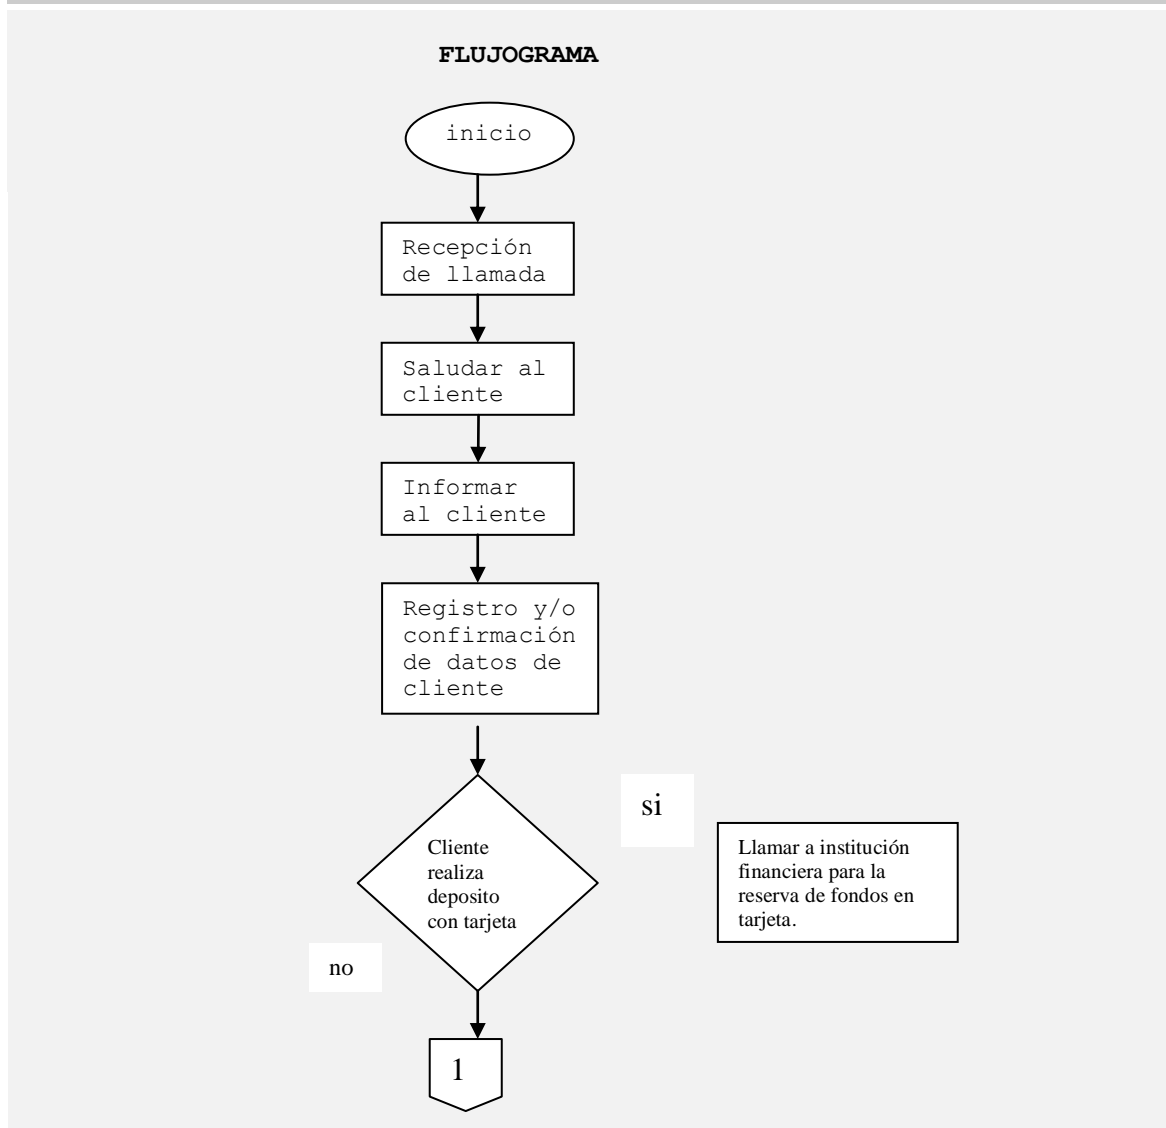 FLUJOGRAMA
inicio
Recepción
de llamada
Saludar al
cliente
Informar
al cliente
Registro y/o
confirmación
de datos de
cliente
si
Cliente
realiza
deposito
con tarjeta
Llamar a institución
financiera para la
reserva de fondos en
tarjeta.
no
1